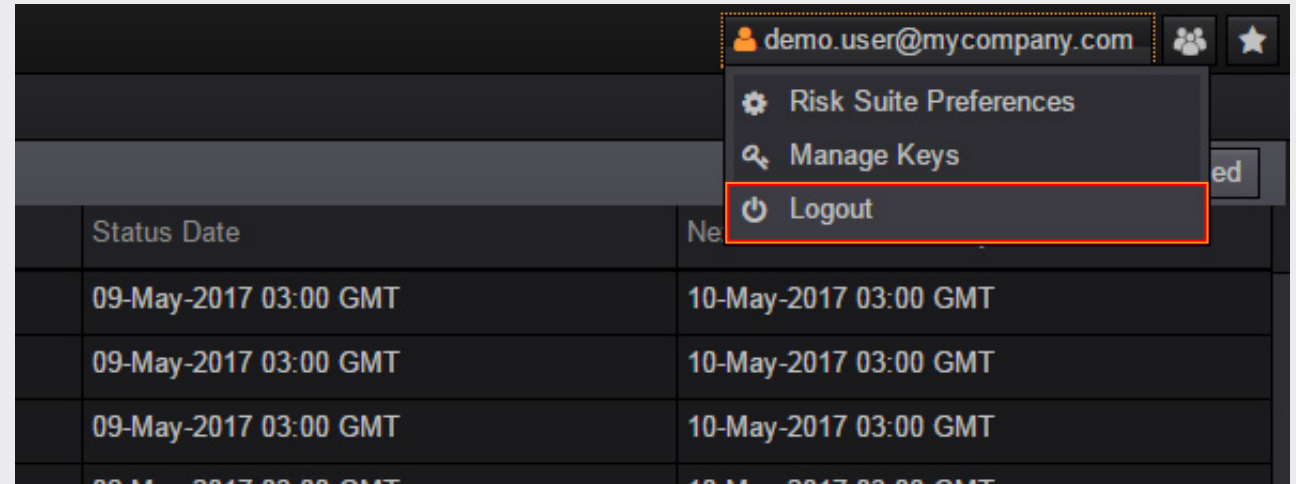 demo.user@mycompany.com
Risk Suite Preferences
Manage Keys
ed
Logout
Status Date
Ne
09-May-2017 03:00 GMT 10-May-2017 03:00 GMT
09-May-2017 03:00 GMT 10-May-2017 03:00 GMT
09-May-2017 03:00 GMT 10-May-2017 03:00 GMT